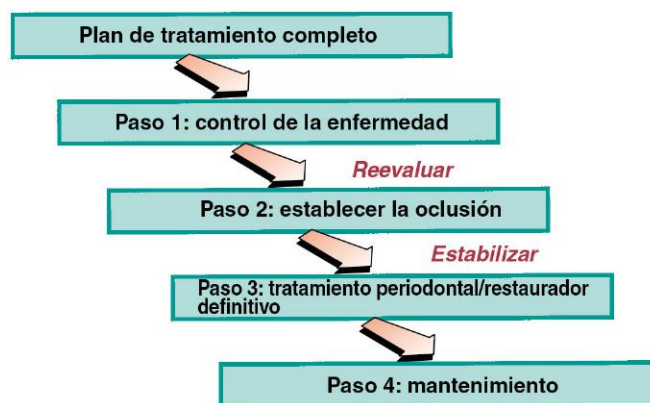 Plan de tratamiento completo
Paso 1: control de la enfermedad
Reevaluar
Paso 2: establecer la oclusión
Estabilizar
Paso 3: tratamiento periodontal/restaurador
definitivo
Paso 4: mantenimiento